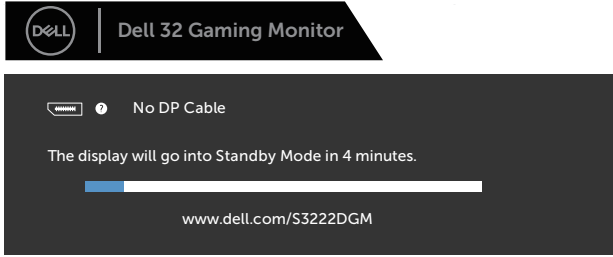 DELL
Dell 32 Gaming Monitor
? No DP Cable
The display will go into Standby Mode in 4 minutes.
www.dell.com/S3222DGM